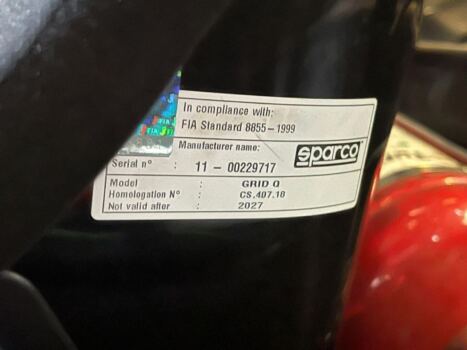 In compliance with:
FIA Standard 8855-1999
Manufacturer name:
sparco
Serial n° : 11 - 00229717
Model : GRID Q
Homologation N° : CS.407.18
Not valid after : 2027
FIA